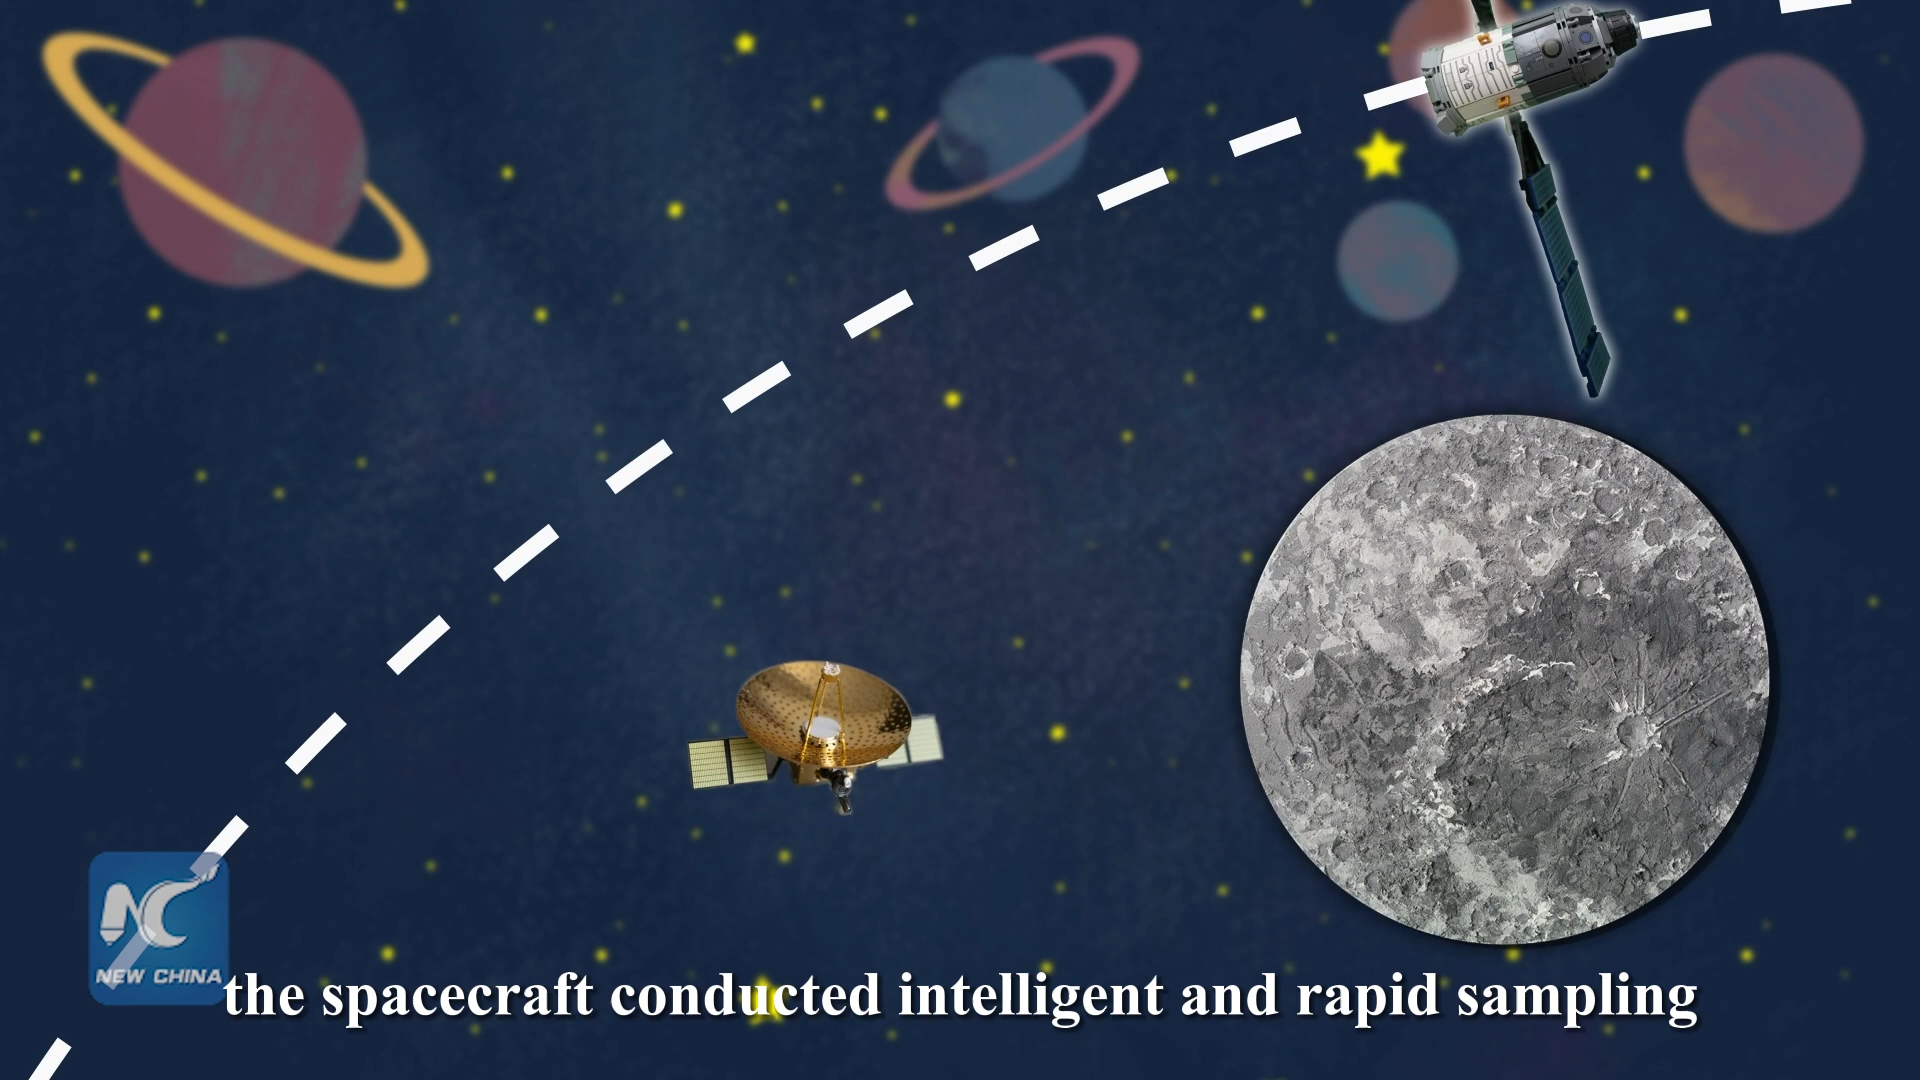 NEW CHINA
the spacecraft conducted intelligent and rapid sampling